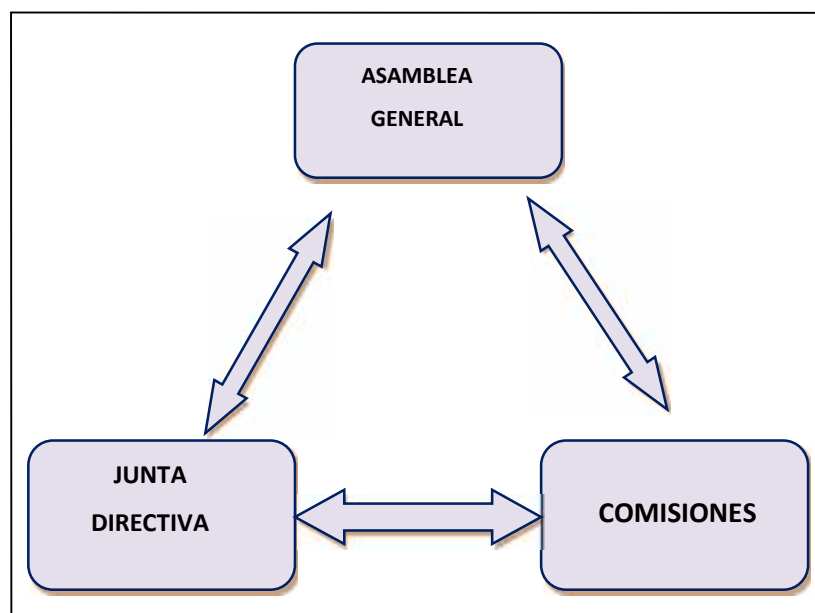 ASAMBLEA
GENERAL
JUNTA
DIRECTIVA
COMISIONES